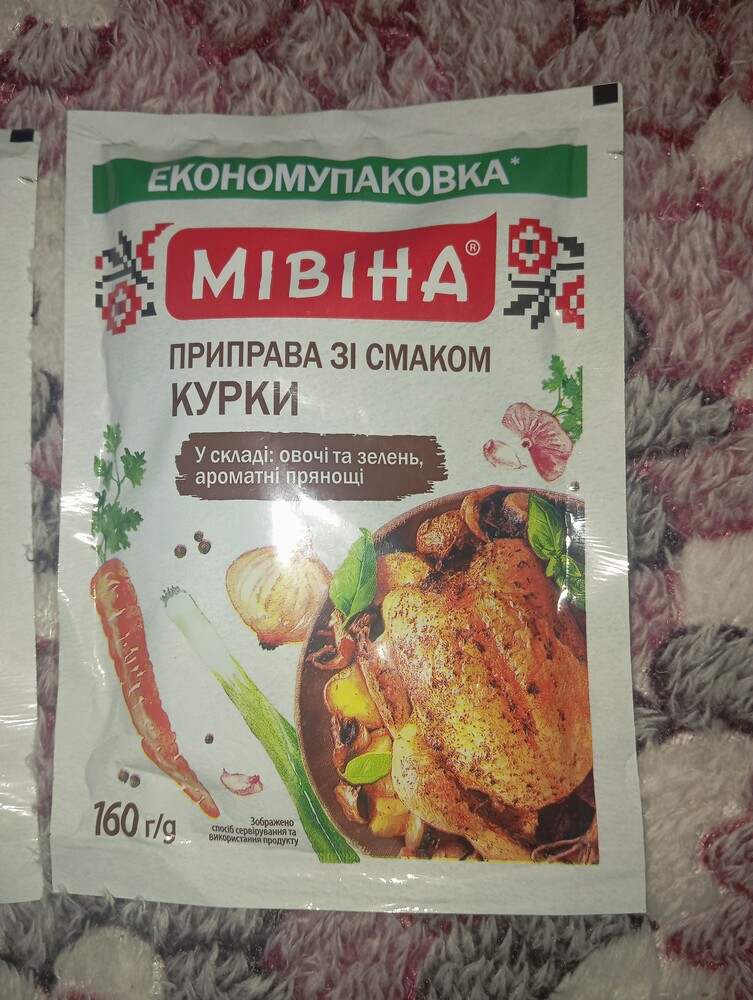 ЕКОНОМУПАКОВКА*
МІВІНА®
ПРИПРАВА ЗІ СМАКОМ
КУРКИ
У складі: овочі та зелень,
ароматні прянощі
160 г/g
Зображено
спосіб сервірування та
використання продукту